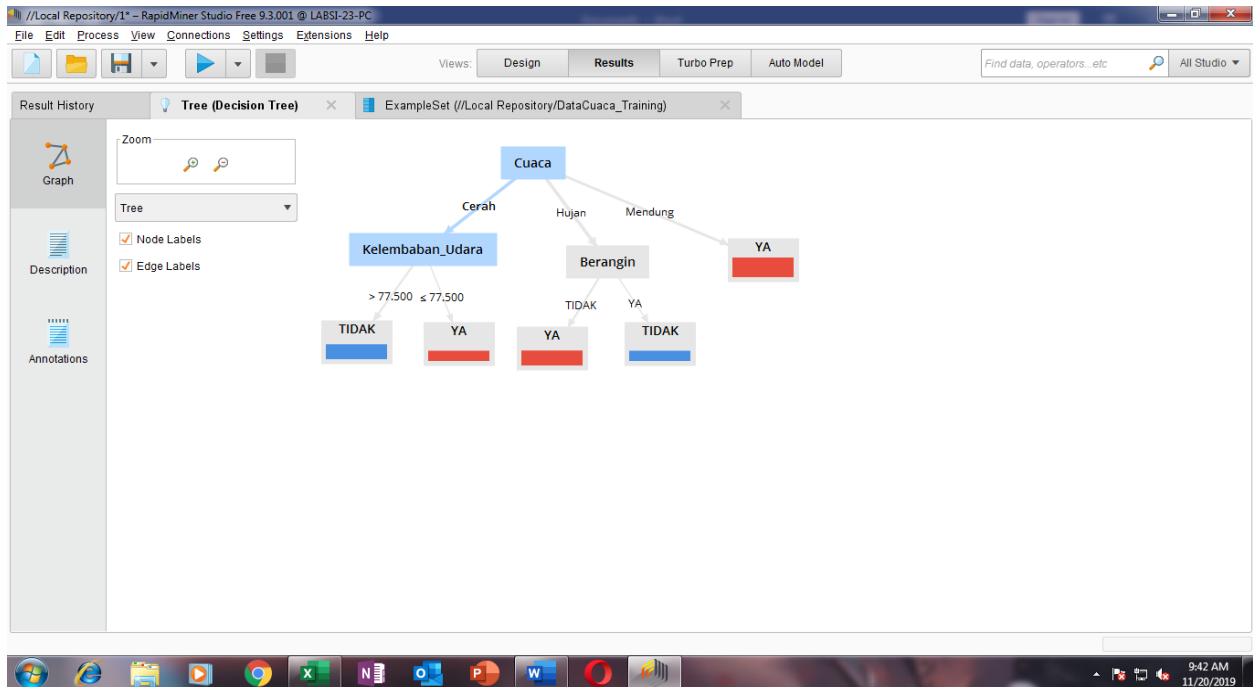 //Local Repository/1* – RapidMiner Studio Free 9.3.001 @ LABSI-23-PC
File Edit Process View Connections Settings Extensions Help
Views: Design Results Turbo Prep Auto Model
Find data, operators...etc
All Studio
Result History
Tree (Decision Tree)
ExampleSet (//Local Repository/DataCuaca_Training)
Graph
Description
Annotations
Zoom
Tree
Node Labels
Edge Labels
Cuaca
Cerah
Hujan
Mendung
Kelembaban_Udara
Berangin
YA
> 77.500
≤ 77.500
TIDAK
YA
TIDAK
YA
YA
TIDAK
9:42 AM
11/20/2019